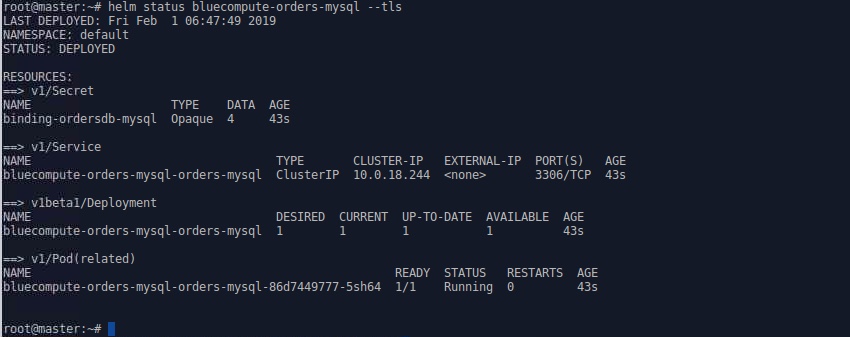 root@master:~# helm status bluecompute-orders-mysql --tls
LAST DEPLOYED: Fri Feb  1 06:47:49 2019
NAMESPACE: default
STATUS: DEPLOYED

RESOURCES:
==> v1/Secret
NAME                    TYPE    DATA  AGE
binding-ordersdb-mysql  Opaque  4     43s

==> v1/Service
NAME                                   TYPE       CLUSTER-IP   EXTERNAL-IP  PORT(S)   AGE
bluecompute-orders-mysql-orders-mysql  ClusterIP  10.0.18.244  <none>       3306/TCP  43s

==> v1beta1/Deployment
NAME                                   DESIRED  CURRENT  UP-TO-DATE  AVAILABLE  AGE
bluecompute-orders-mysql-orders-mysql  1        1        1           1          43s

==> v1/Pod(related)
NAME                                                    READY  STATUS   RESTARTS  AGE
bluecompute-orders-mysql-orders-mysql-86d7449777-5sh64  1/1    Running  0         43s

root@master:~#